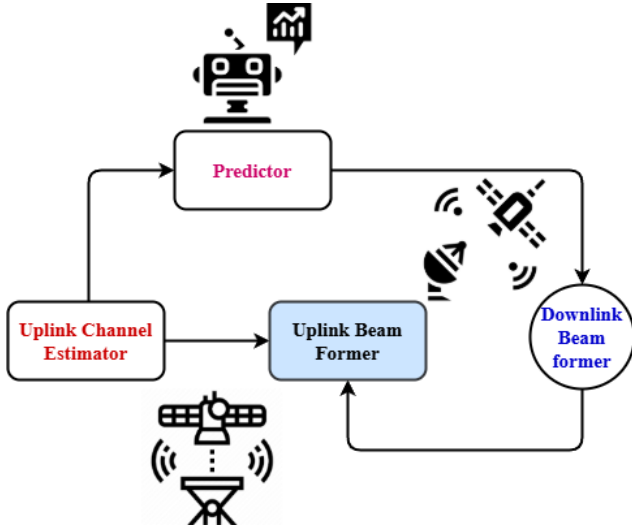 Predictor
Uplink Channel
Estimator
Uplink Beam
Former
Downlink
Beam
former